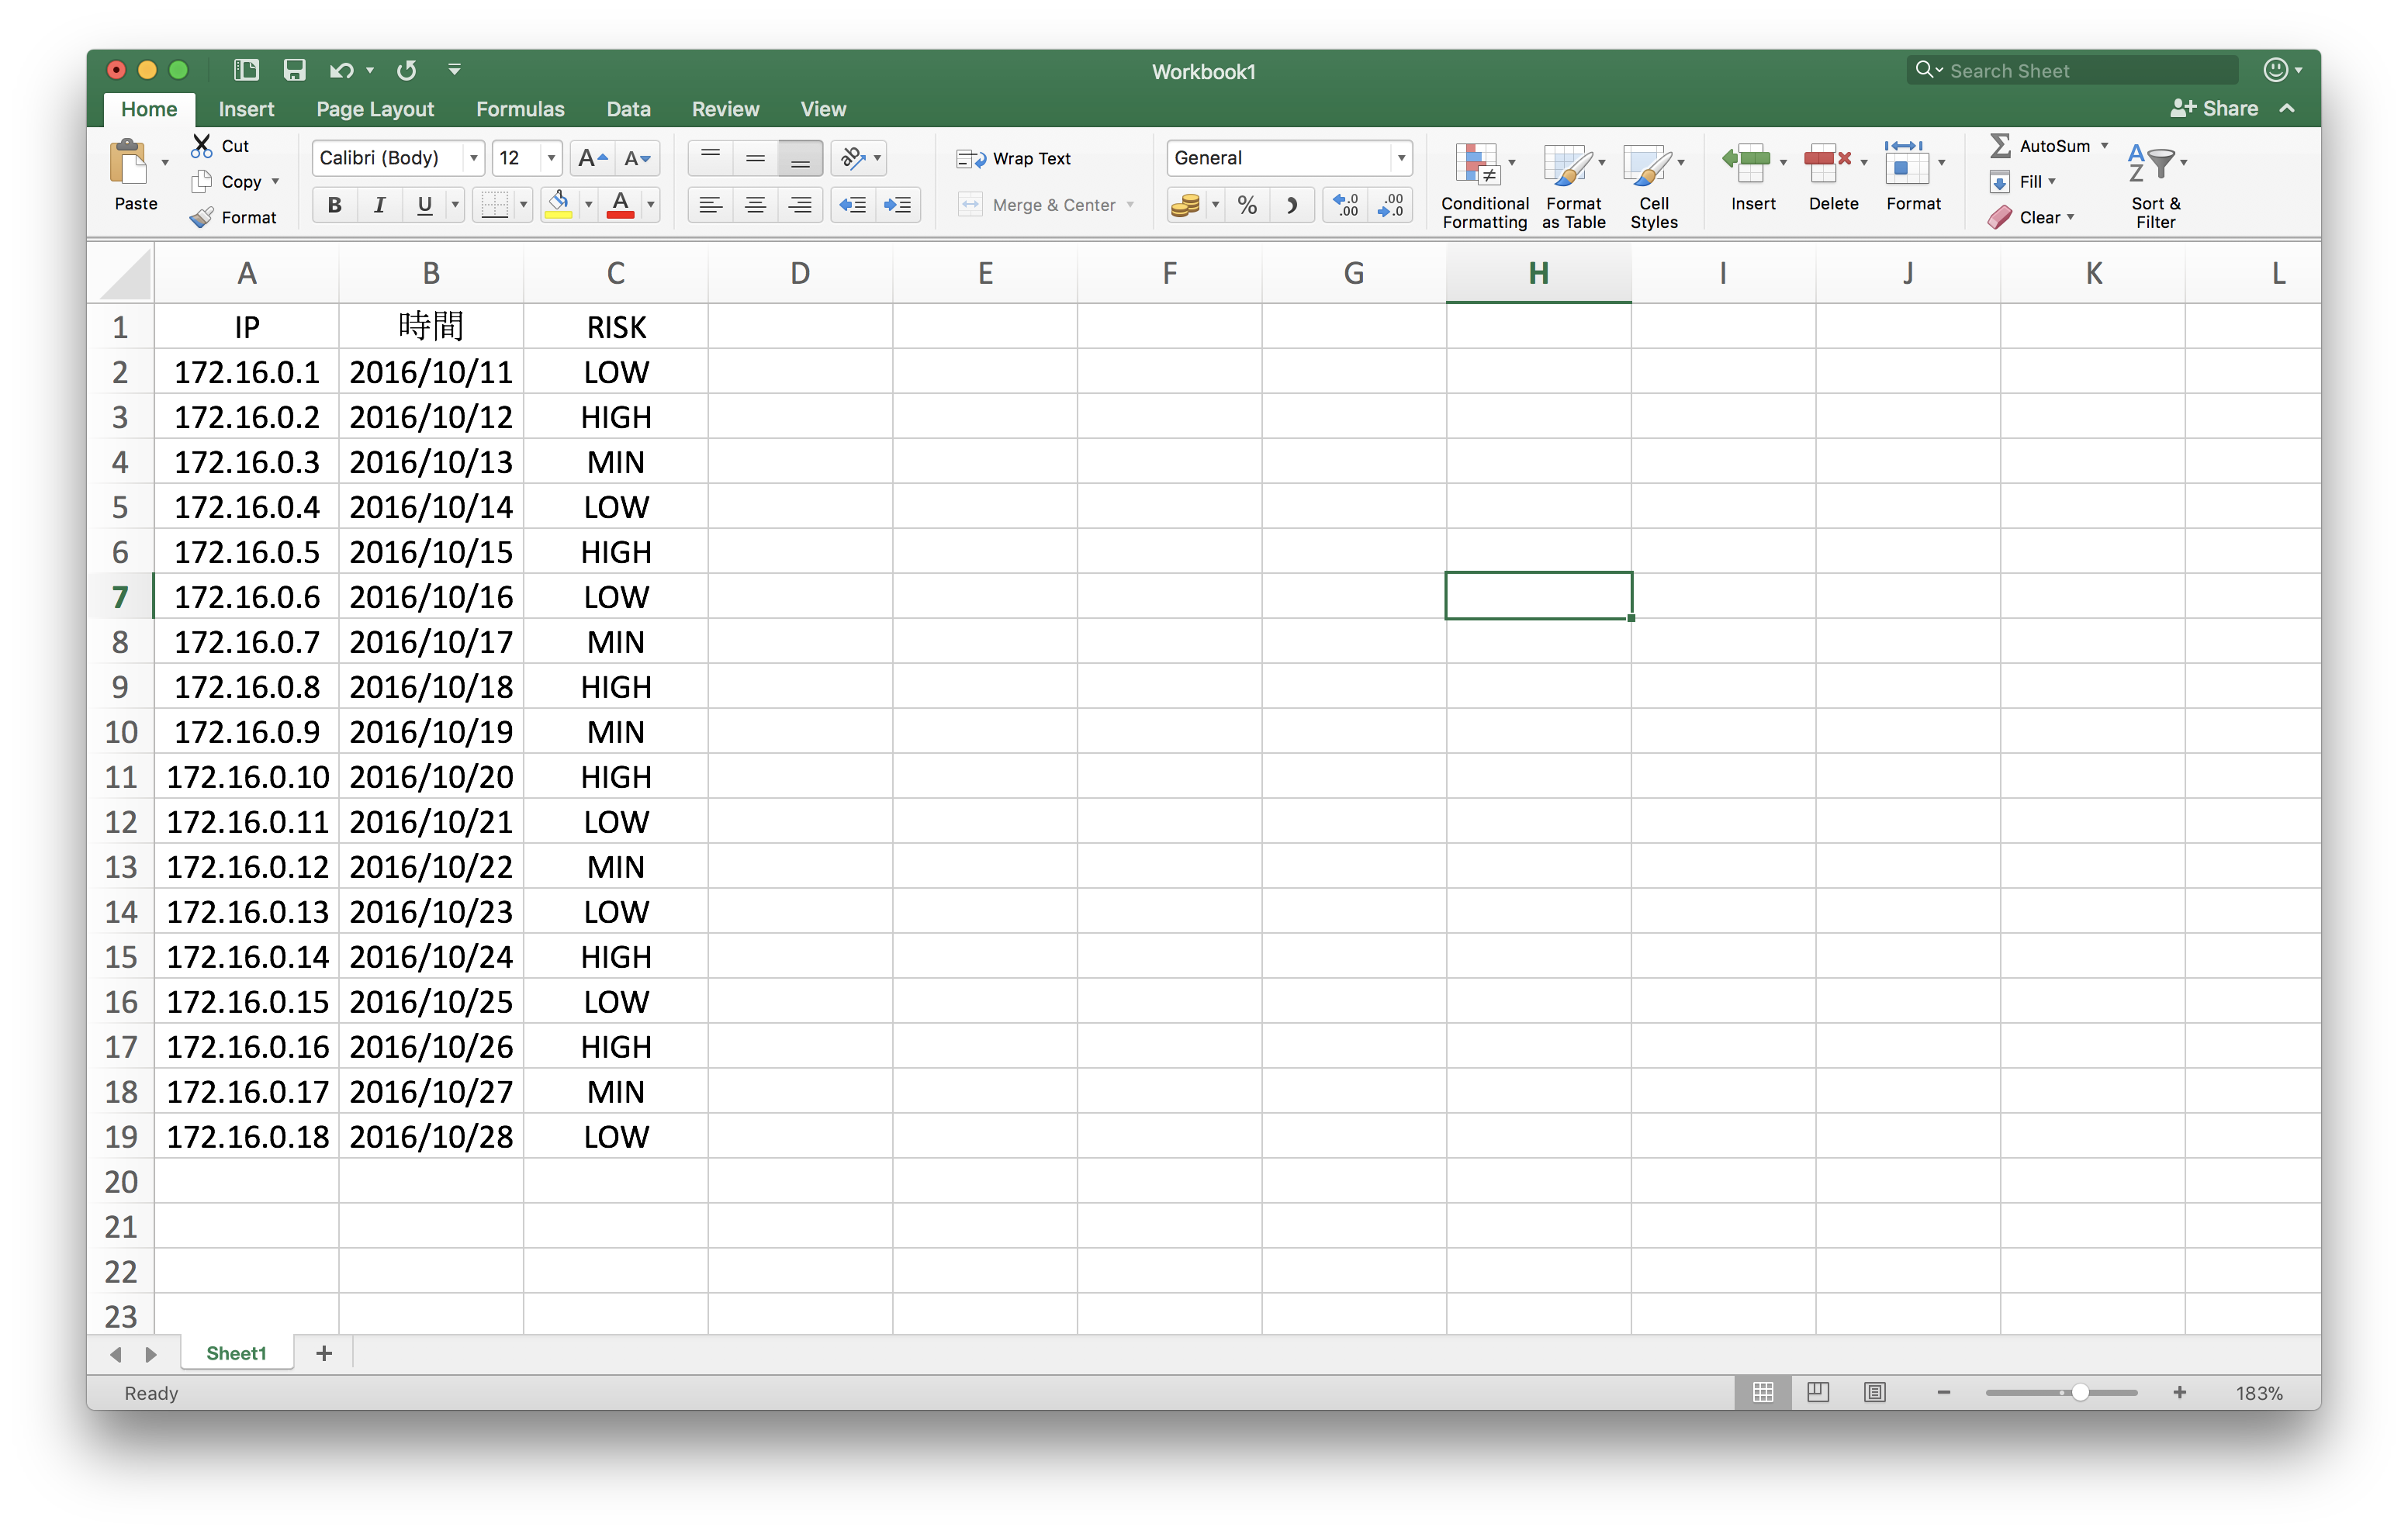 Workbook1
Search Sheet
Home Insert Page Layout Formulas Data Review View Share
Paste
Cut
Copy
Format
Calibri (Body) 12 A A
B I U A
ab
Wrap Text
Merge & Center
General
% .0 .00 .00 .0
Conditional Formatting
Format as Table
Cell Styles
Insert
Delete
Format
AutoSum
Fill
Clear
A Z
Sort & Filter
A B C D E F G H I J K L
1 IP 時間 RISK
2 172.16.0.1 2016/10/11 LOW
3 172.16.0.2 2016/10/12 HIGH
4 172.16.0.3 2016/10/13 MIN
5 172.16.0.4 2016/10/14 LOW
6 172.16.0.5 2016/10/15 HIGH
7 172.16.0.6 2016/10/16 LOW
8 172.16.0.7 2016/10/17 MIN
9 172.16.0.8 2016/10/18 HIGH
10 172.16.0.9 2016/10/19 MIN
11 172.16.0.10 2016/10/20 HIGH
12 172.16.0.11 2016/10/21 LOW
13 172.16.0.12 2016/10/22 MIN
14 172.16.0.13 2016/10/23 LOW
15 172.16.0.14 2016/10/24 HIGH
16 172.16.0.15 2016/10/25 LOW
17 172.16.0.16 2016/10/26 HIGH
18 172.16.0.17 2016/10/27 MIN
19 172.16.0.18 2016/10/28 LOW
20
21
22
23
Sheet1 +
Ready 183%